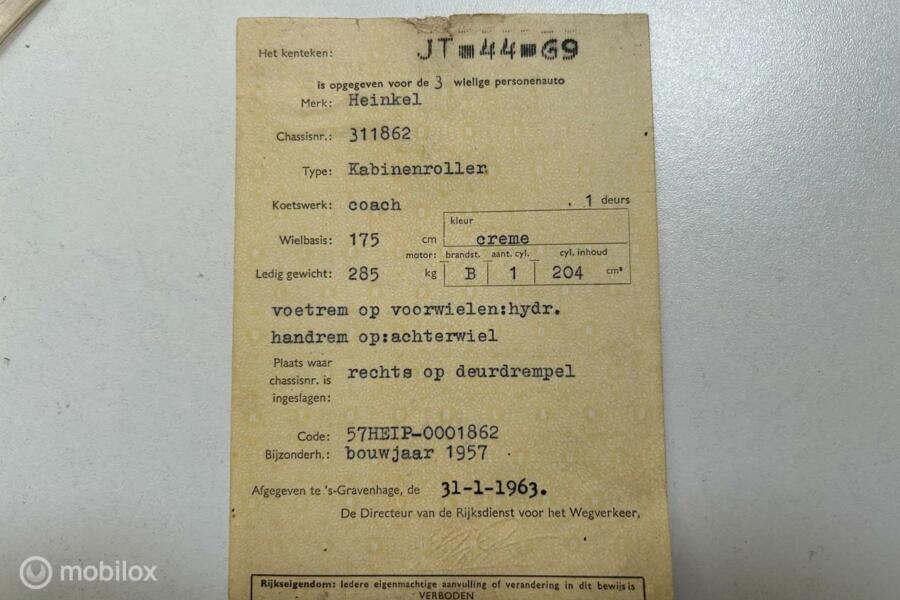 Het kenteken: JT-44-69
is opgegeven voor de 3 wielige personenauto
Merk: Heinkel
Chassisnr.: 311862
Type: Kabinenroller
Koetswerk: coach 1 deurs
kleur
Wielbasis: 175 cm creme
motor: brandst. aant. cyl. cyl. inhoud
Ledig gewicht: 285 kg B 1 204 cm³
voetrem op voorwielen:hydr.
handrem op:achterwiel
Plaats waar
chassisnr. is rechts op deurdrempel
ingeslagen:
Code: 57HEIP-0001862
Bijzonderh.: bouwjaar 1957
Afgegeven te 's-Gravenhage, de 31-1-1963.
De Directeur van de Rijksdienst voor het Wegverkeer,
Rijkseigendom: Iedere eigenmachtige aanvulling of verandering in dit bewijs is
VERBODEN
mobilox